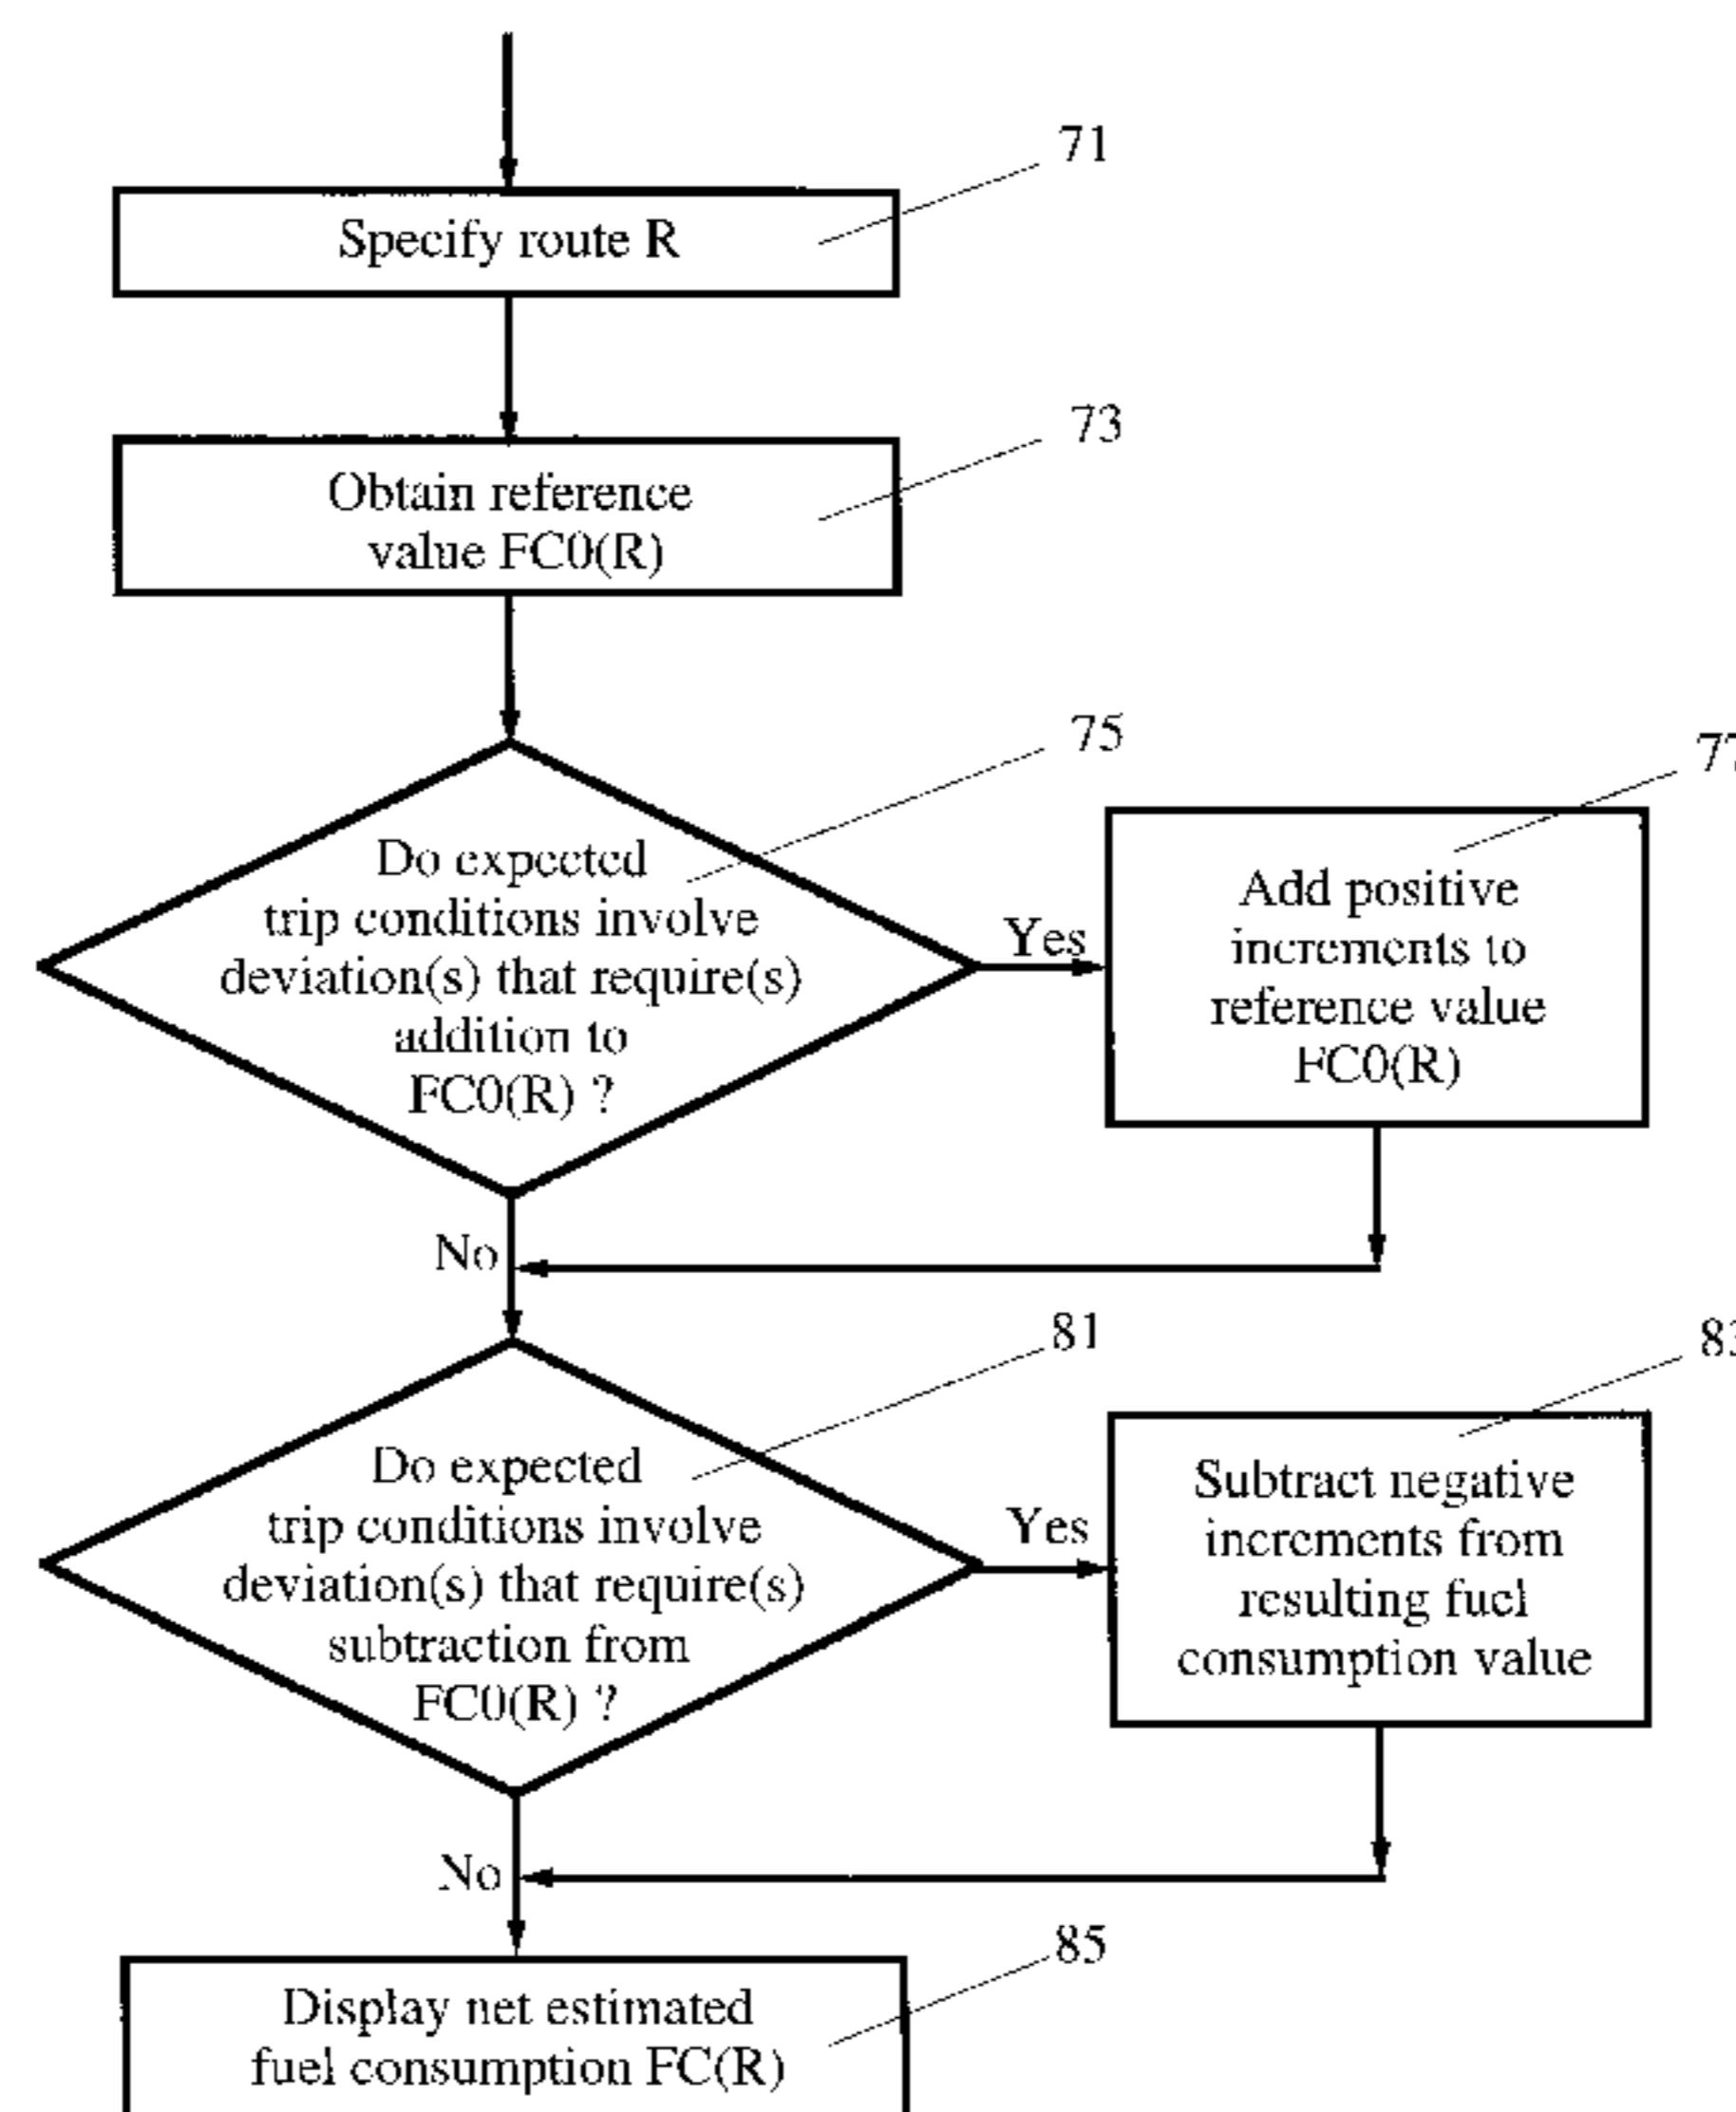 71
Specify route R
73
Obtain reference
value FC0(R)
75
Do expected
trip conditions involve
deviation(s) that require(s)
addition to
FC0(R) ?
Yes
77
Add positive
increments to
reference value
FC0(R)
No
81
Do expected
trip conditions involve
deviation(s) that require(s)
subtraction from
FC0(R) ?
Yes
83
Subtract negative
increments from
resulting fuel
consumption value
No
85
Display net estimated
fuel consumption FC(R)